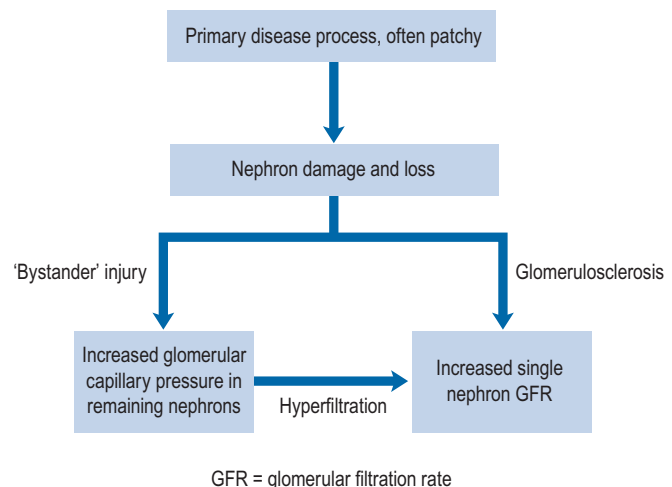 Primary disease process, often patchy
Nephron damage and loss
‘Bystander’ injury
Glomerulosclerosis
Increased glomerular
capillary pressure in
remaining nephrons
Hyperfiltration
Increased single
nephron GFR
GFR = glomerular filtration rate